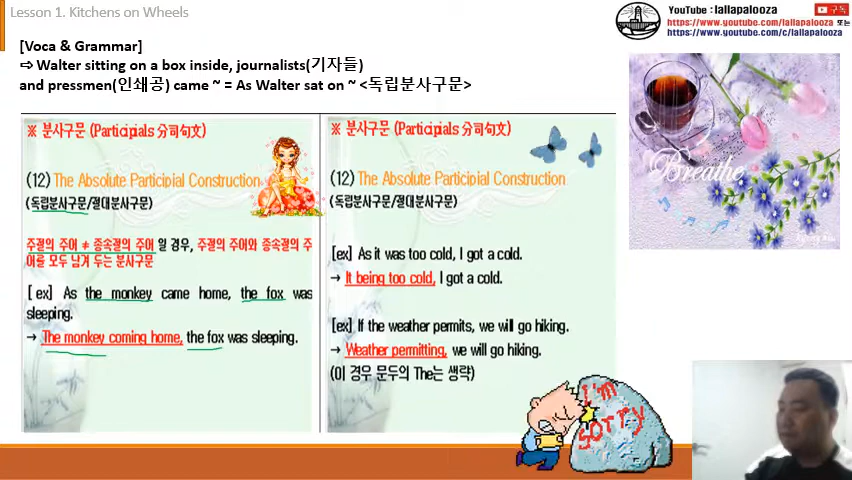 Lesson 1. Kitchens on Wheels
YouTube : lallapalooza
구독
https://www.youtube.com/lallapalooza 또는
https://www.youtube.com/c/lallapalooza
[Voca & Grammar]
⇨ Walter sitting on a box inside, journalists(기자들)
and pressmen(인쇄공) came ~ = As Walter sat on ~ <독립분사구문>
※ 분사구문 (Participials 分司句文)
(12) The Absolute Participial Construction
(독립분사구문/절대분사구문)
주절의 주어 ≠ 종속절의 주어 일 경우, 주절의 주어와 종속절의 주
어를 모두 남겨 두는 분사구문
[ ex] As the monkey came home, the fox was
sleeping.
→ The monkey coming home, the fox was sleeping.
※ 분사구문 (Participials 分司句文)
(12) The Absolute Participial Construction
(독립분사구문/절대분사구문)
[ex] As it was too cold, I got a cold.
→ It being too cold, I got a cold.
[ex] If the weather permits, we will go hiking.
→ Weather permitting, we will go hiking.
(이 경우 문두의 The는 생략)
Breathe
I'm
sorry